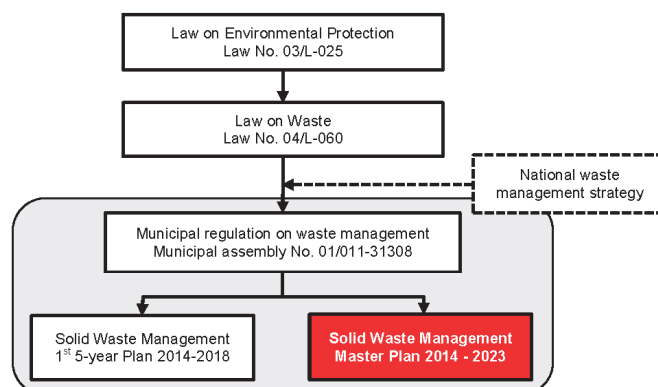 Law on Environmental Protection
Law No. 03/L-025
Law on Waste
Law No. 04/L-060
National waste
management strategy
Municipal regulation on waste management
Municipal assembly No. 01/011-31308
Solid Waste Management
1st 5-year Plan 2014-2018
Solid Waste Management
Master Plan 2014 - 2023